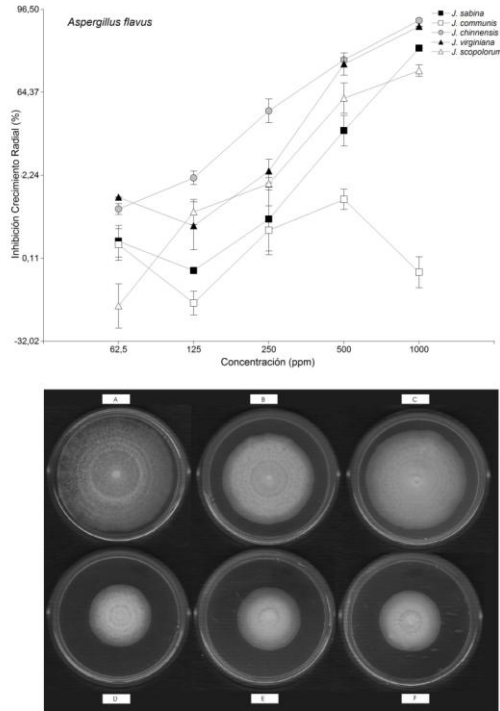 Aspergillus flavus
J. sabina
J. communis
J. chinnensis
J. virginiana
J. scopolorum
Inhibición Crecimiento Radial (%)
96,50
64,37
2,24
0,11
-32,02
62,5
125
250
500
1000
Concentración (ppm)
A
B
C
D
E
F